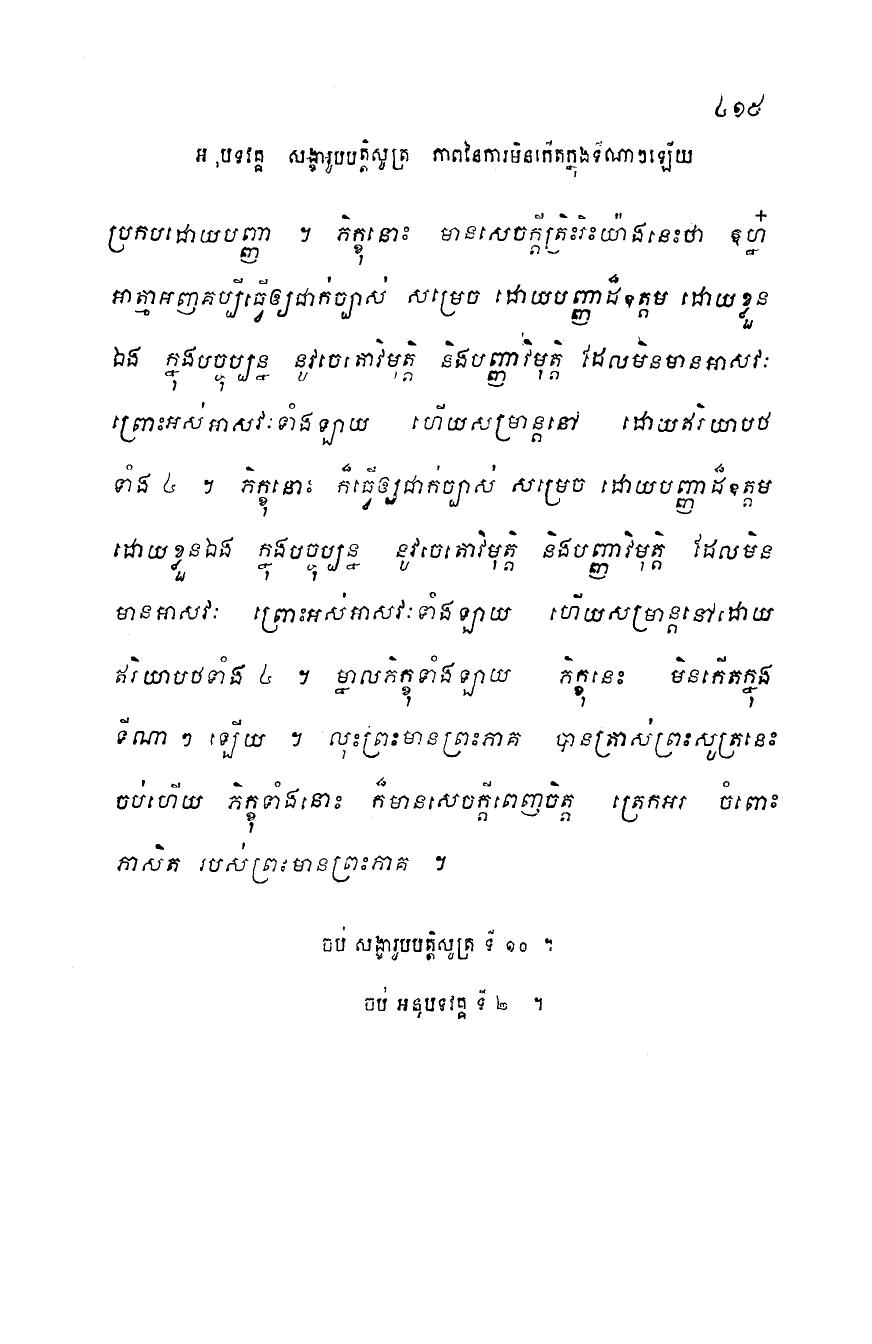 ៤១៩
អនុបទវគ្គ សង្ខារូបបត្តិសូត្រ ភាពនៃការមិនកើតក្នុងទីណាៗឡើយ
ប្រកបដោយបញ្ញា ។ ភិក្ខុនោះ មានសេចក្តីត្រិះរិះយ៉ាងនេះថា ឧហ្ន៎
អាត្មាអញគប្បីធ្វើឲ្យជាក់ច្បាស់ សម្រេច ដោយបញ្ញាដ៏ឧត្តម ដោយខ្លួន
ឯង ក្នុងបច្ចុប្បន្ន នូវចេតោវិមុត្តិ និងបញ្ញាវិមុត្តិ ដែលមិនមានអាសវៈ
ព្រោះអស់អាសវៈទាំងឡាយ ហើយសម្រាន្តនៅ ដោយឥរិយាបថ
ទាំង ៤ ។ ភិក្ខុនោះ ក៏ធ្វើឲ្យជាក់ច្បាស់ សម្រេច ដោយបញ្ញាដ៏ឧត្តម
ដោយខ្លួនឯង ក្នុងបច្ចុប្បន្ន នូវចេតោវិមុត្តិ និងបញ្ញាវិមុត្តិ ដែលមិន
មានអាសវៈ ព្រោះអស់អាសវៈទាំងឡាយ ហើយសម្រាន្តនៅដោយ
ឥរិយាបថទាំង ៤ ។ ម្នាលភិក្ខុទាំងឡាយ ភិក្ខុនេះ មិនកើតក្នុង
ទីណា ៗ ឡើយ ។ លុះព្រះមានព្រះភាគ បានត្រាស់ព្រះសូត្រនេះ
ចប់ហើយ ភិក្ខុទាំងនោះ ក៏មានសេចក្តីពេញចិត្ត ត្រេកអរ ចំពោះ
ភាសិត របស់ព្រះមានព្រះភាគ ។
ចប់ សង្ខារូបបត្តិសូត្រ ទី ១០ ។
ចប់ អនុបទវគ្គ ទី ២ ។